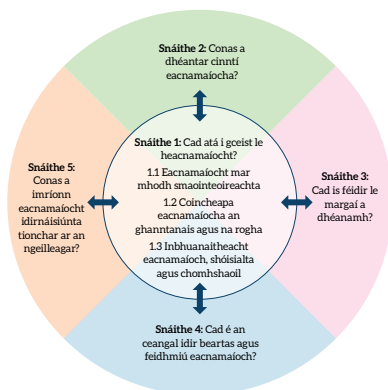 Snáithe 2: Conas a
dhéantar cinntí
eacnamaíocha?
Snáithe 1: Cad atá i gceist le
heacnamaíocht?
1.1 Eacnamaíocht mar
mhodh smaointeoireachta
1.2 Coincheapa
eacnamaíocha an
ghanntanais agus na rogha
1.3 Inbhuanaitheacht
eacnamaíoch, shóisialta
agus chomhshaoil
Snáithe 5:
Conas a
imríonn
eacnamaíocht
idirnáisiúnta
tionchar ar an
ngeilleagar?
Snáithe 3:
Cad is féidir le
margaí a
dhéanamh?
Snáithe 4: Cad é an
ceangal idir beartas agus
feidhmiú eacnamaíoch?